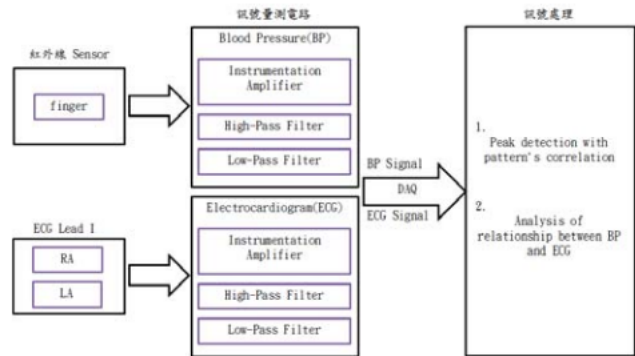 訊號量測電路
訊號處理
紅外線 Sensor
finger
Blood Pressure(BP)
Instrumentation
Amplifier
High-Pass Filter
Low-Pass Filter
BP Signal
DAQ
ECG Signal
1.
Peak detection with
pattern's correlation
2.
Analysis of
relationship between BP
and ECG
ECG Lead I
RA
LA
Electrocardiogram(ECG)
Instrumentation
Amplifier
High-Pass Filter
Low-Pass Filter